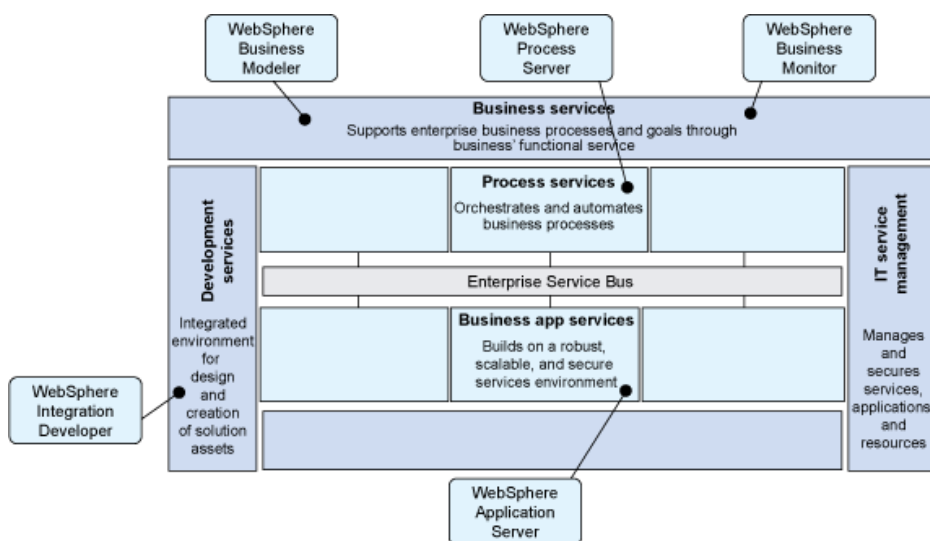 WebSphere
Business
Modeler
WebSphere
Process
Server
WebSphere
Business
Monitor
Business services
Supports enterprise business processes and goals through
business' functional service
Development
services
Integrated
environment
for
design
and
creation
of solution
assets
Process services
Orchestrates and automates
business processes
Enterprise Service Bus
Business app services
Builds on a robust,
scalable, and secure
services environment
IT service
management
Manages
and
secures
services,
applications
and
resources
WebSphere
Integration
Developer
WebSphere
Application
Server